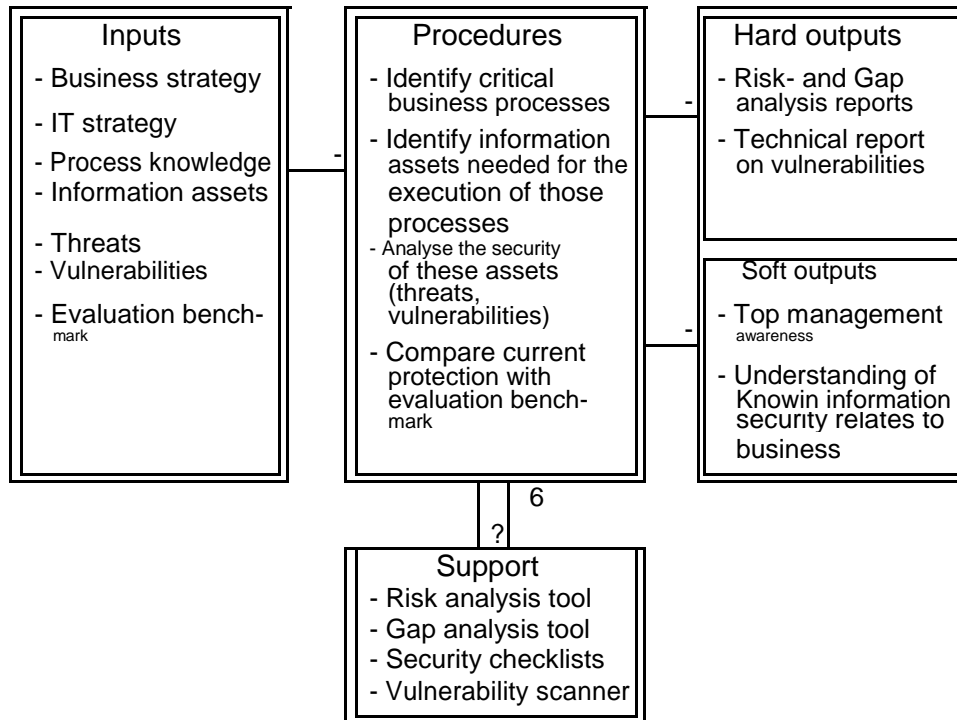 Inputs
- Business strategy
- IT strategy
- Process knowledge
- Information assets
- Threats
- Vulnerabilities
- Evaluation bench-
mark
-
Procedures
- Identify critical
business processes
- Identify information
assets needed for the
execution of those
processes
- Analyse the security
of these assets
(threats,
vulnerabilities)
- Compare current
protection with
evaluation bench-
mark
-
Hard outputs
- Risk- and Gap
analysis reports
- Technical report
on vulnerabilities
-
Soft outputs
- Top management
awareness
- Understanding of
Knowin information
security relates to
business
6
?
Support
- Risk analysis tool
- Gap analysis tool
- Security checklists
- Vulnerability scanner